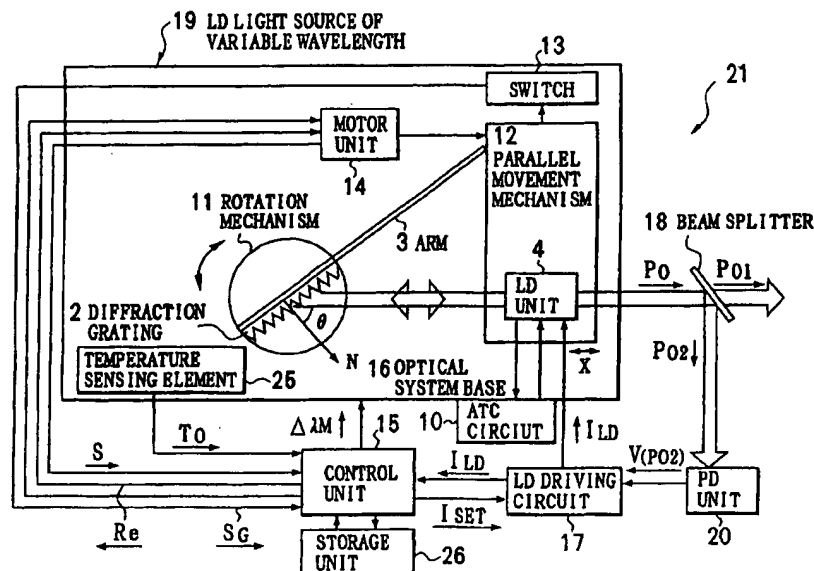 19 LD LIGHT SOURCE OF
VARIABLE WAVELENGTH
13
SWITCH
21
MOTOR
UNIT
14
12
PARALLEL
MOVEMENT
MECHANISM
11 ROTATION
MECHANISM
3 ARM
18 BEAM SPLITTER
4
LD
UNIT
PO
PO1
2 DIFFRACTION
GRATING
θ
N
X
PO2
TEMPERATURE
SENSING ELEMENT
25
16 OPTICAL
SYSTEM BASE
10
ATC
CIRCIUT
ΔλM
15
ILD
TO
S
CONTROL
UNIT
ILD
LD DRIVING
CIRCUIT
17
V(PO2)
PD
UNIT
20
Re
SG
ISET
STORAGE
UNIT
26